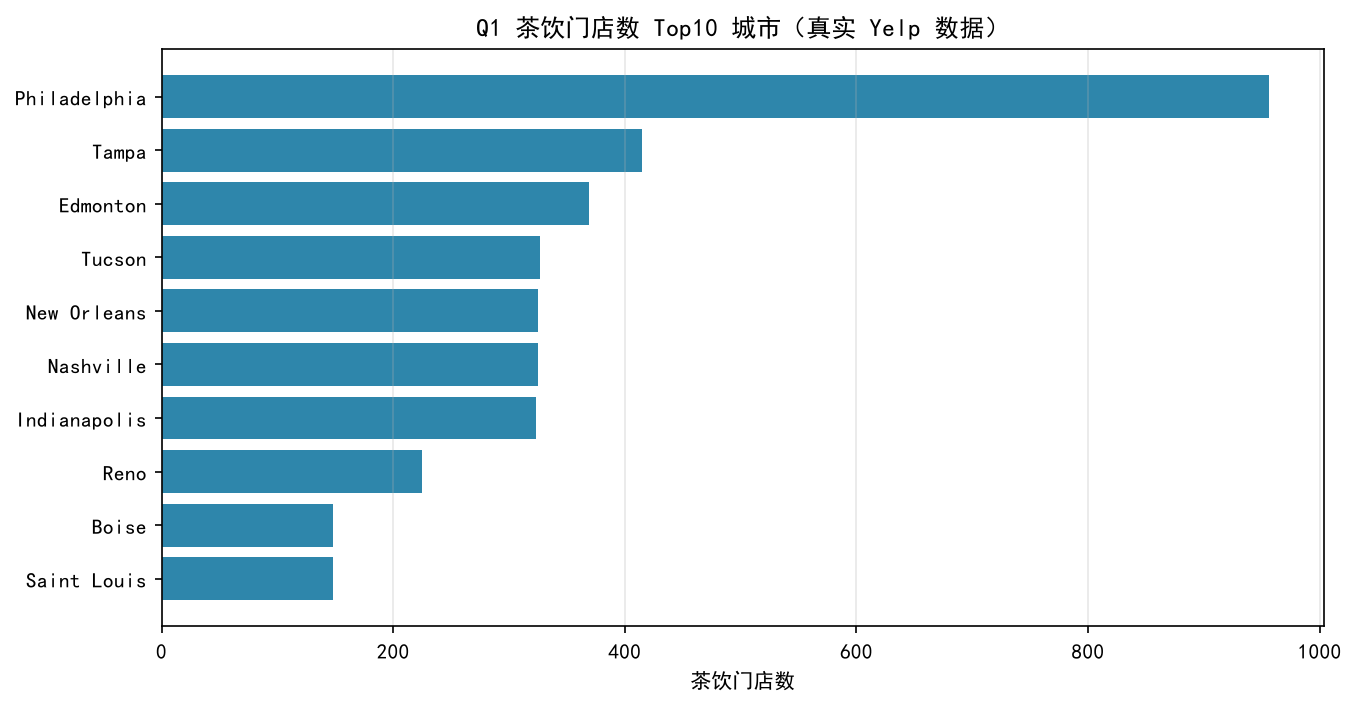 Q1 茶饮门店数 Top10 城市（真实 Yelp 数据）
Philadelphia
Tampa
Edmonton
Tucson
New Orleans
Nashville
Indianapolis
Reno
Boise
Saint Louis
0 200 400 600 800 1000
茶饮门店数